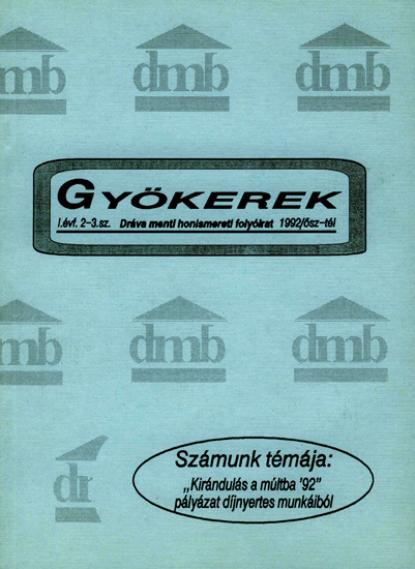 dmb
dmb
dmb
GYÖKEREK
I.évf. 2-3.sz. Dráva menti honismereti folyóirat 1992/ősz-tél
dmb
dmb
dmb
Számunk témája:
„Kirándulás a múltba '92”
pályázat díjnyertes munkáiból